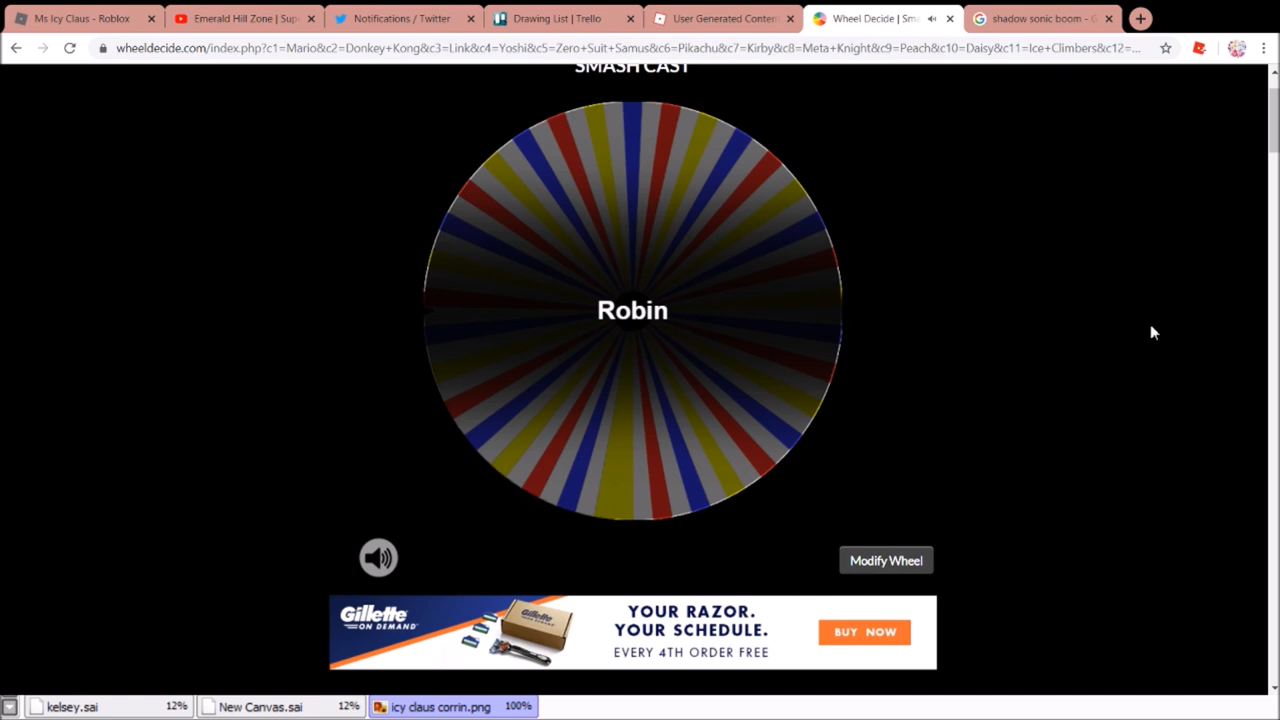 Ms Icy Claus - Roblox
Emerald Hill Zone | Sup
Notifications / Twitter
Drawing List | Trello
User Generated Conten
Wheel Decide | Sma
shadow sonic boom - G
wheeldecide.com/index.php?c1=Mario&c2=Donkey+Kong&c3=Link&c4=Yoshi&c5=Zero+Suit+Samus&c6=Pikachu&c7=Kirby&c8=Meta+Knight&c9=Peach&c10=Daisy&c11=Ice+Climbers&c12=...
SMASH CAST
Robin
Modify Wheel
Gillette
ON DEMAND
YOUR RAZOR.
YOUR SCHEDULE.
EVERY 4TH ORDER FREE
BUY NOW
kelsey.sai 12%
New Canvas.sai 12%
icy claus corrin.png 100%